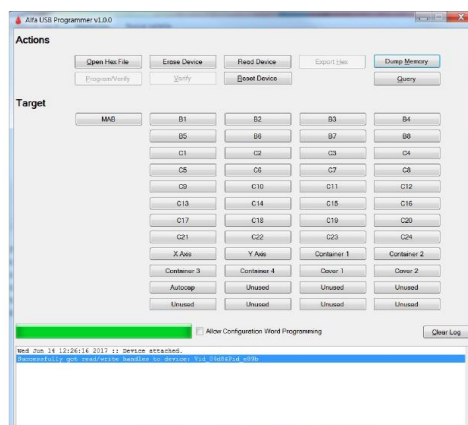 Alfa USB Programmer v1.0.0
Actions
Open Hex File Erase Device Read Device Export Hex Dump Memory
Program/Verify Verify Reset Device Query
Target
MAB B1 B2 B3 B4
B5 B6 B7 B8
C1 C2 C3 C4
C5 C6 C7 C8
C9 C10 C11 C12
C13 C14 C15 C16
C17 C18 C19 C20
C21 C22 C23 C24
X Axis Y Axis Container 1 Container 2
Container 3 Container 4 Cover 1 Cover 2
Autocap Unused Unused Unused
Unused Unused Unused Unused
Allow Configuration Word Programming Clear Log
Wed Jun 14 12:26:16 2017 :: Device attached.
Successfully got read/write handles to device: